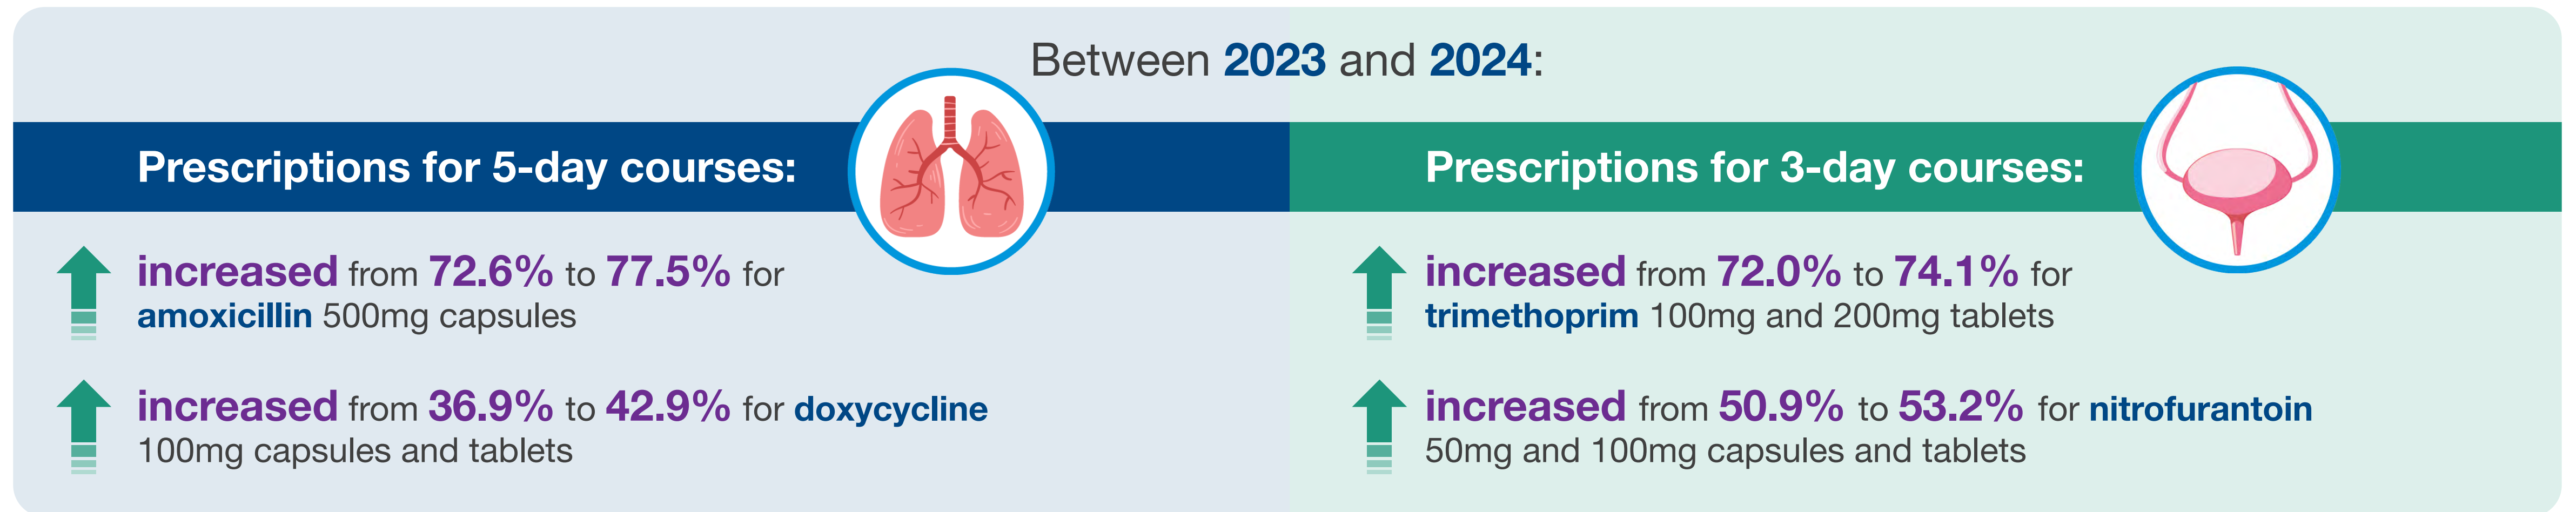 Between 2023 and 2024:
Prescriptions for 5-day courses:
increased from 72.6% to 77.5% for
amoxicillin 500mg capsules
increased from 36.9% to 42.9% for doxycycline
100mg capsules and tablets
Prescriptions for 3-day courses:
increased from 72.0% to 74.1% for
trimethoprim 100mg and 200mg tablets
increased from 50.9% to 53.2% for nitrofurantoin
50mg and 100mg capsules and tablets